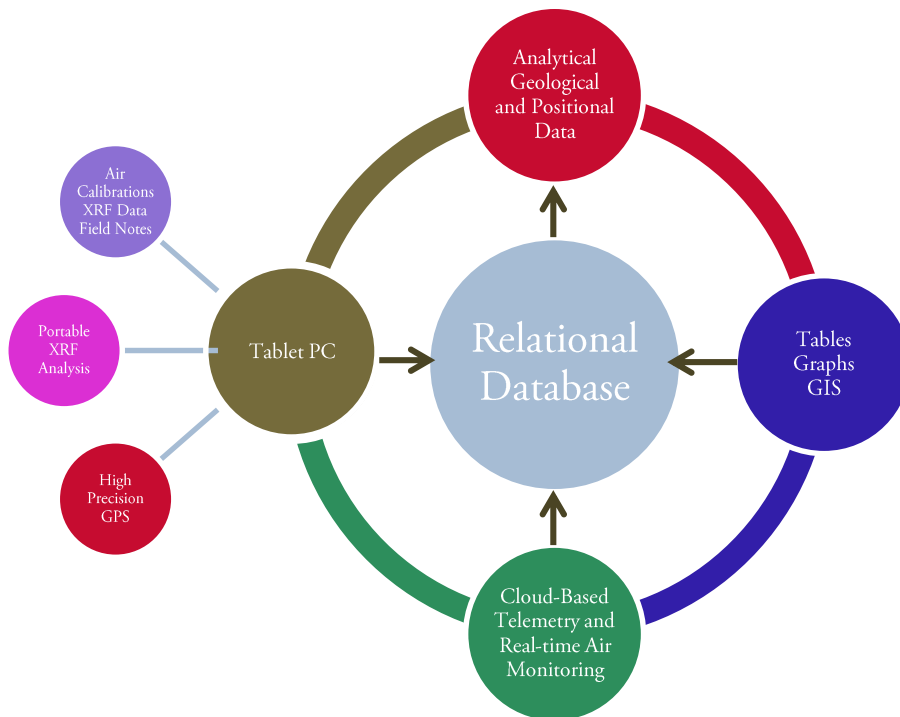 Analytical
Geological
and Positional
Data
Air
Calibrations
XRF Data
Field Notes
Portable
XRF
Analysis
High
Precision
GPS
Tablet PC
Relational
Database
Tables
Graphs
GIS
Cloud-Based
Telemetry and
Real-time Air
Monitoring